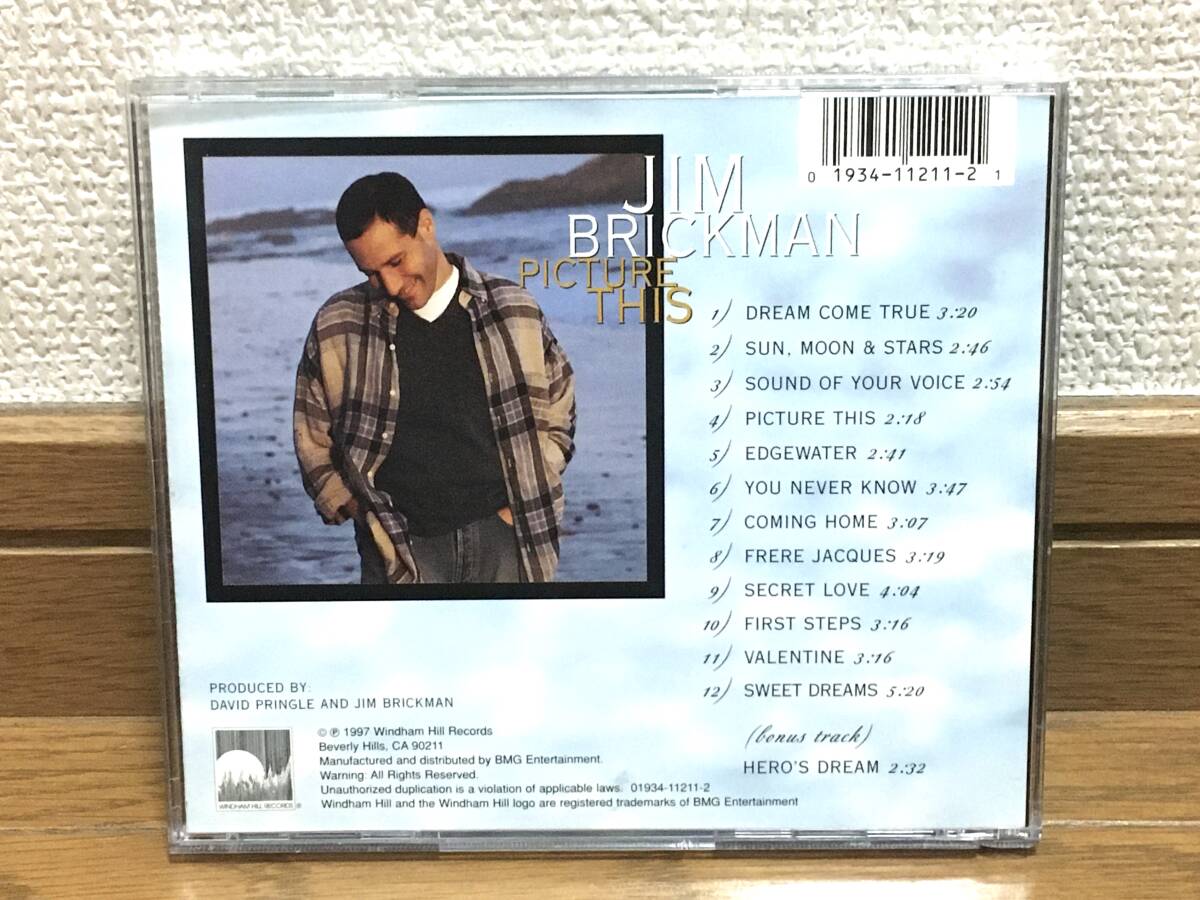 0 1934-11211-2 1
JIM
BRICKMAN
PICTURE
THIS
1) DREAM COME TRUE 3:20
2) SUN, MOON & STARS 2:46
3) SOUND OF YOUR VOICE 2:54
4) PICTURE THIS 2:18
5) EDGEWATER 2:41
6) YOU NEVER KNOW 3:47
7) COMING HOME 3:07
8) FRERE JACQUES 3:19
9) SECRET LOVE 4:04
10) FIRST STEPS 3:16
11) VALENTINE 3:16
12) SWEET DREAMS 5:20
(bonus track)
HERO'S DREAM 2:32
PRODUCED BY:
DAVID PRINGLE AND JIM BRICKMAN
© ℗ 1997 Windham Hill Records
Beverly Hills, CA 90211
Manufactured and distributed by BMG Entertainment.
Warning: All Rights Reserved.
Unauthorized duplication is a violation of applicable laws. 01934-11211-2
Windham Hill and the Windham Hill logo are registered trademarks of BMG Entertainment
WINDHAM HILL RECORDS ®